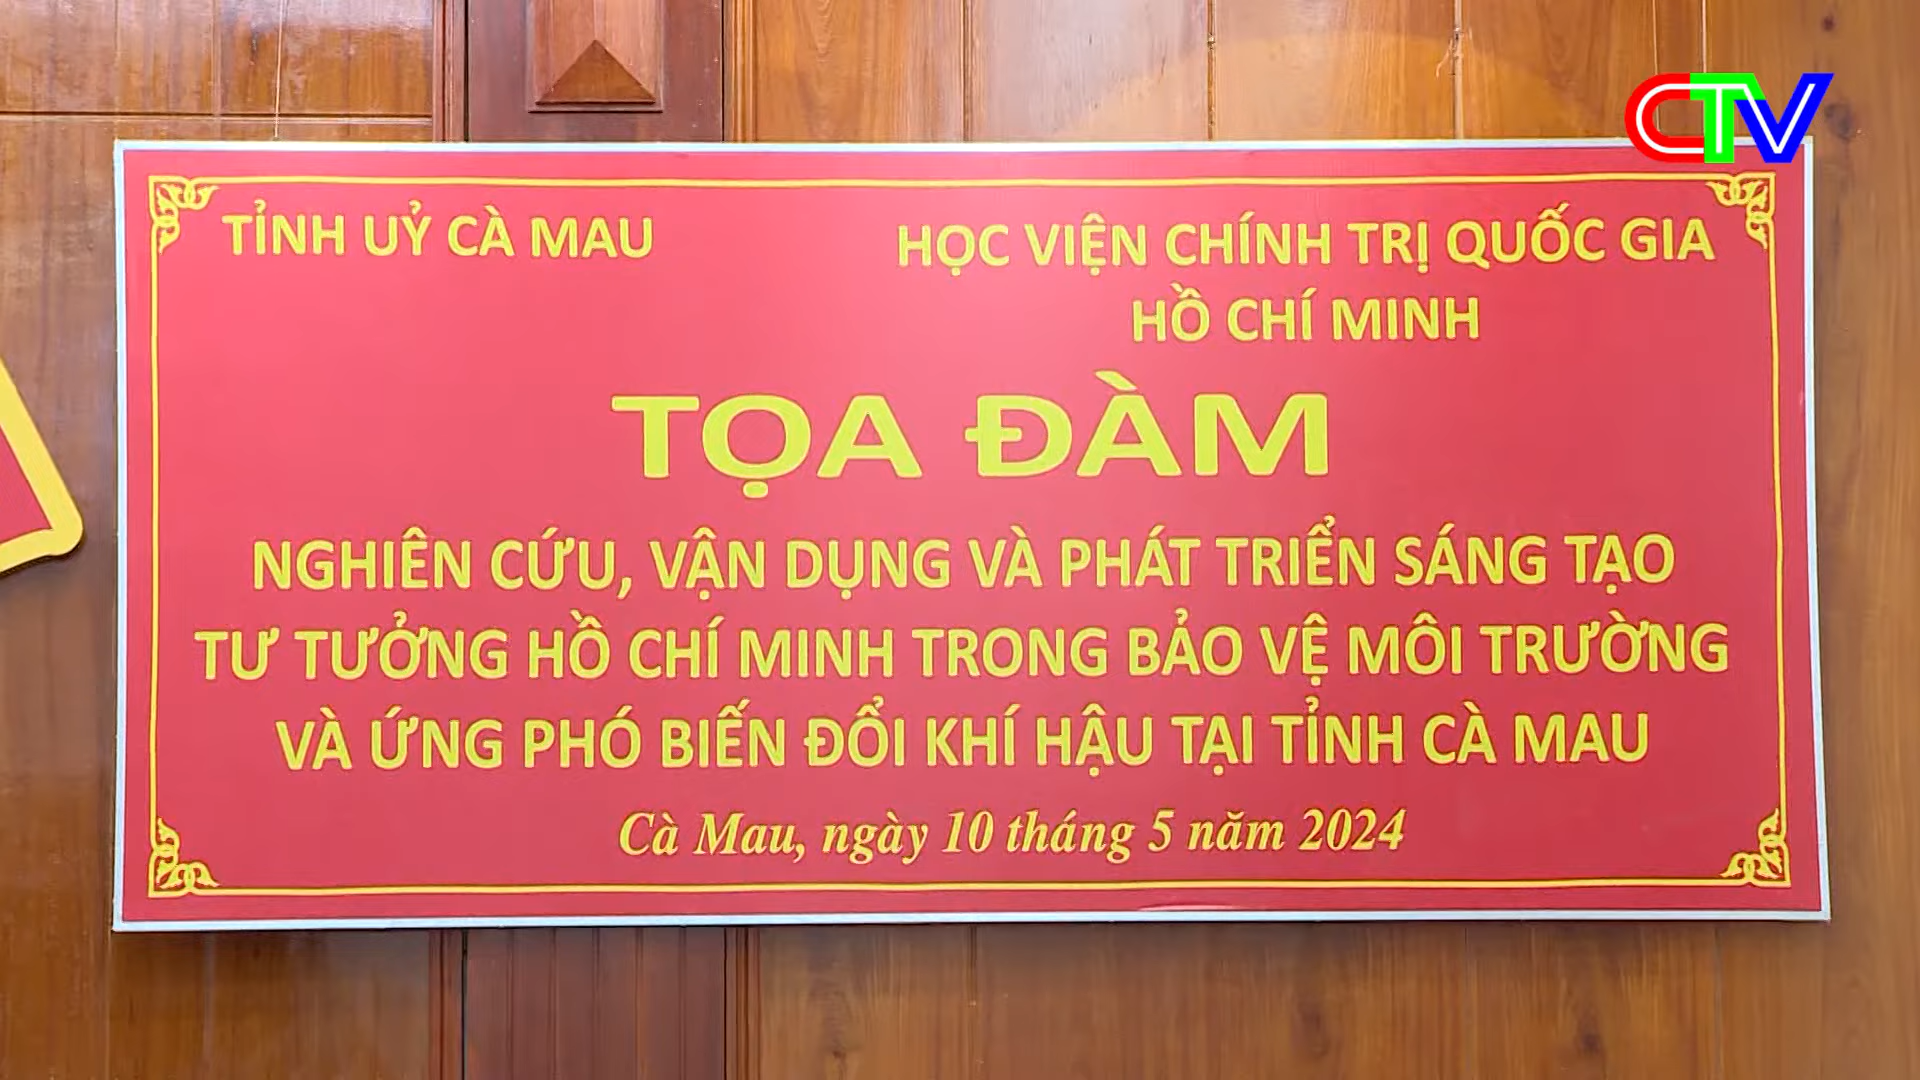 CTV
TỈNH UỶ CÀ MAU
HỌC VIỆN CHÍNH TRỊ QUỐC GIA
HỒ CHÍ MINH
TỌA ĐÀM
NGHIÊN CỨU, VẬN DỤNG VÀ PHÁT TRIỂN SÁNG TẠO
TƯ TƯỞNG HỒ CHÍ MINH TRONG BẢO VỆ MÔI TRƯỜNG
VÀ ỨNG PHÓ BIẾN ĐỔI KHÍ HẬU TẠI TỈNH CÀ MAU
Cà Mau, ngày 10 tháng 5 năm 2024